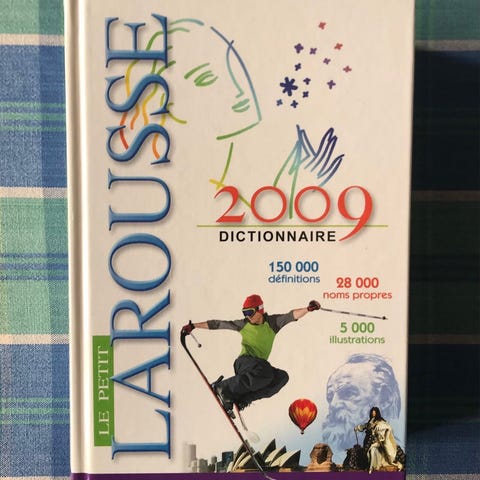 LE PETIT
LAROUSSE
2009
DICTIONNAIRE
150 000
définitions
28 000
noms propres
5 000
illustrations